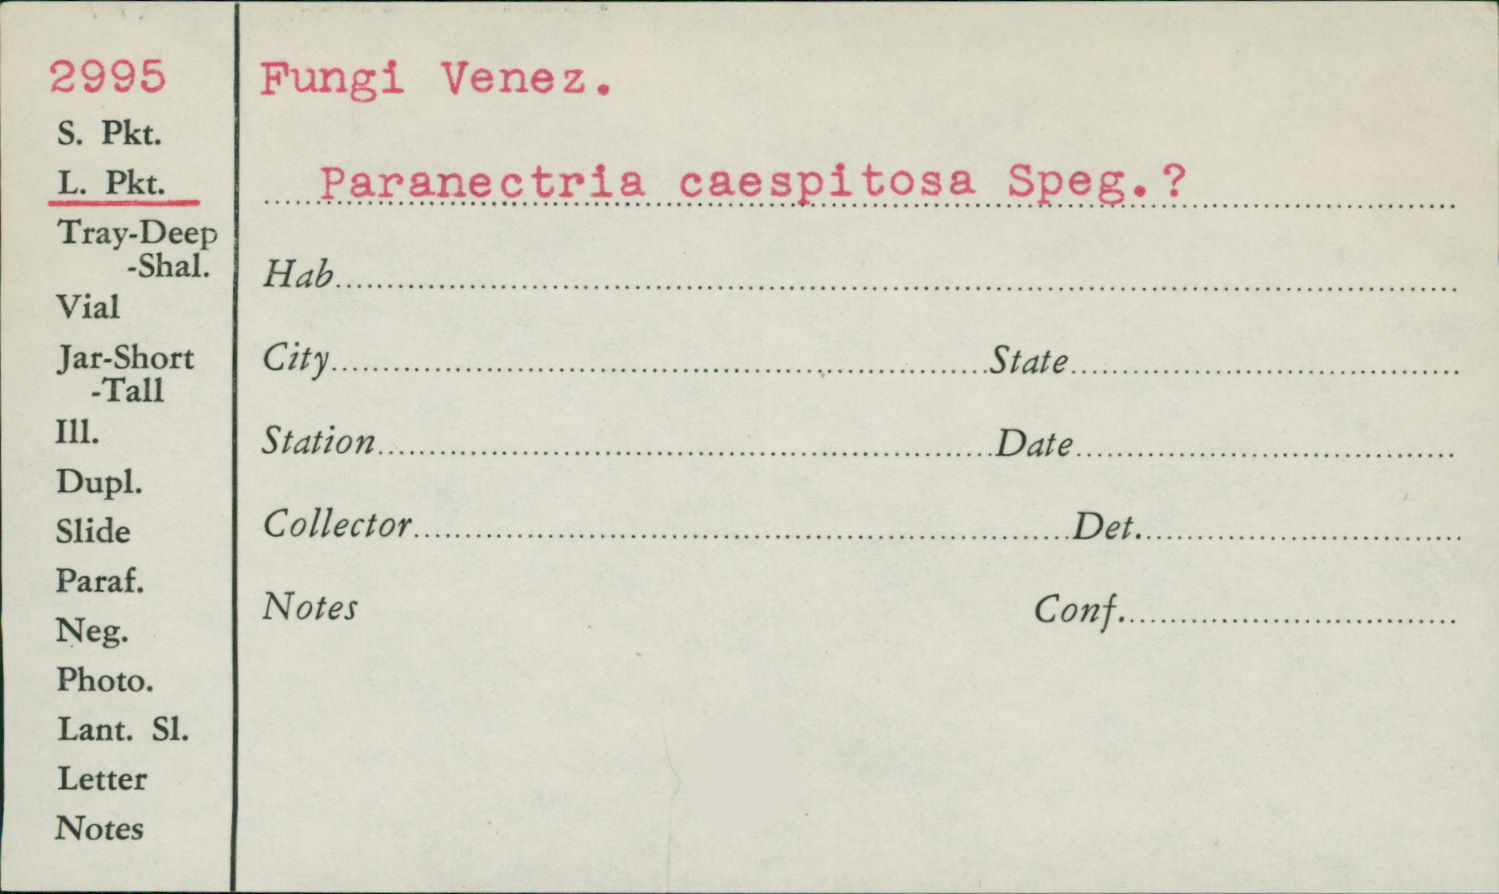 2995
S. Pkt.
L. Pkt.
Tray-Deep
-Shal.
Vial
Jar-Short
-Tall
Ill.
Dupl.
Slide
Paraf.
Neg.
Photo.
Lant. Sl.
Letter
Notes
Fungi Venez.
Paranectria caespitosa Speg.?
Hab
City State
Station Date
Collector Det.
Notes Conf.